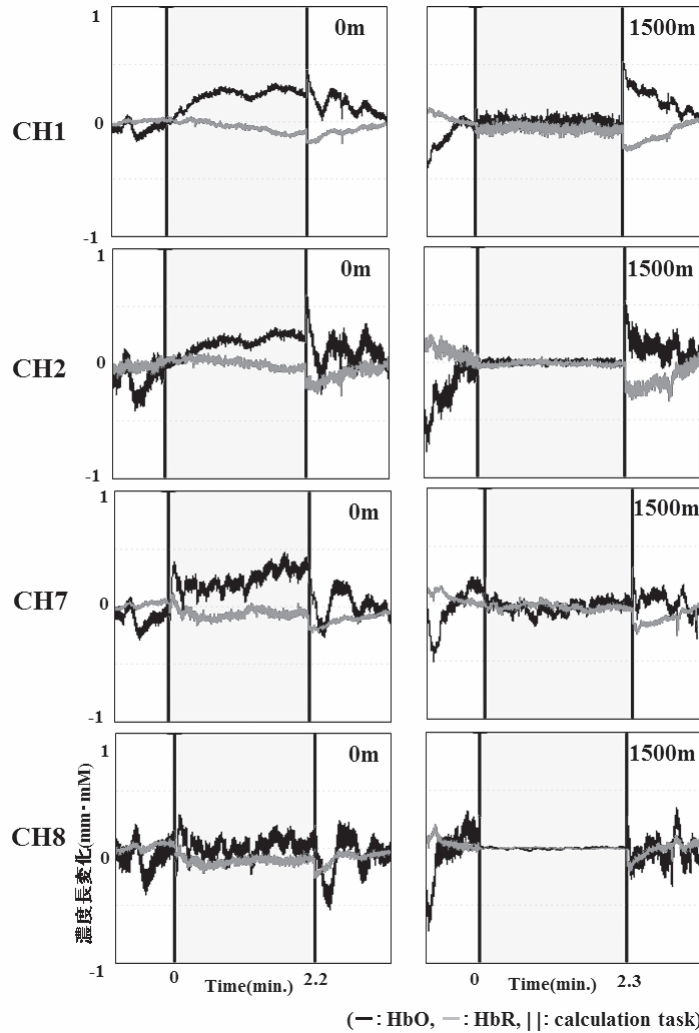 1
0m
1500m
CH1
0
-1
1
0m
1500m
CH2
0
-1
1
0m
1500m
CH7
0
-1
1
0m
1500m
CH8
0
-1
濃度長変化(mm・mM)
0
Time(min.)
2.2
0
Time(min.)
2.3
(ー: HbO, ー: HbR, ||: calculation task)